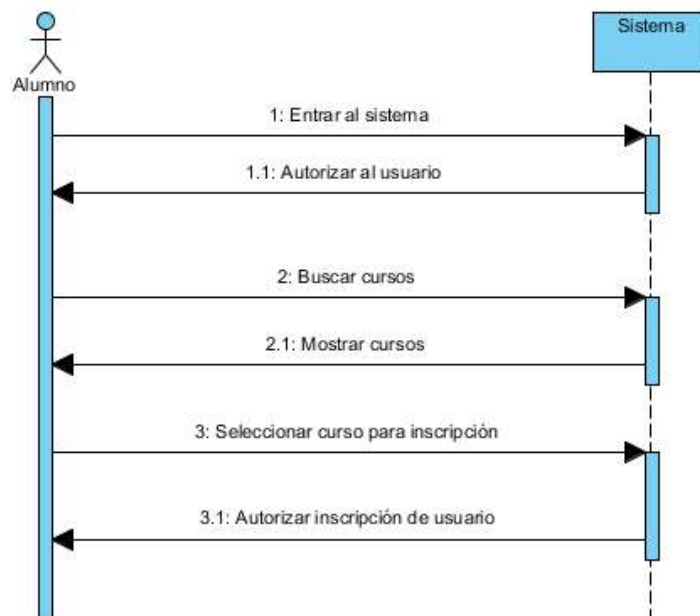 Sistema
Alumno
1: Entrar al sistema
1.1: Autorizar al usuario
2: Buscar cursos
2.1: Mostrar cursos
3: Seleccionar curso para inscripción
3.1: Autorizar inscripción de usuario